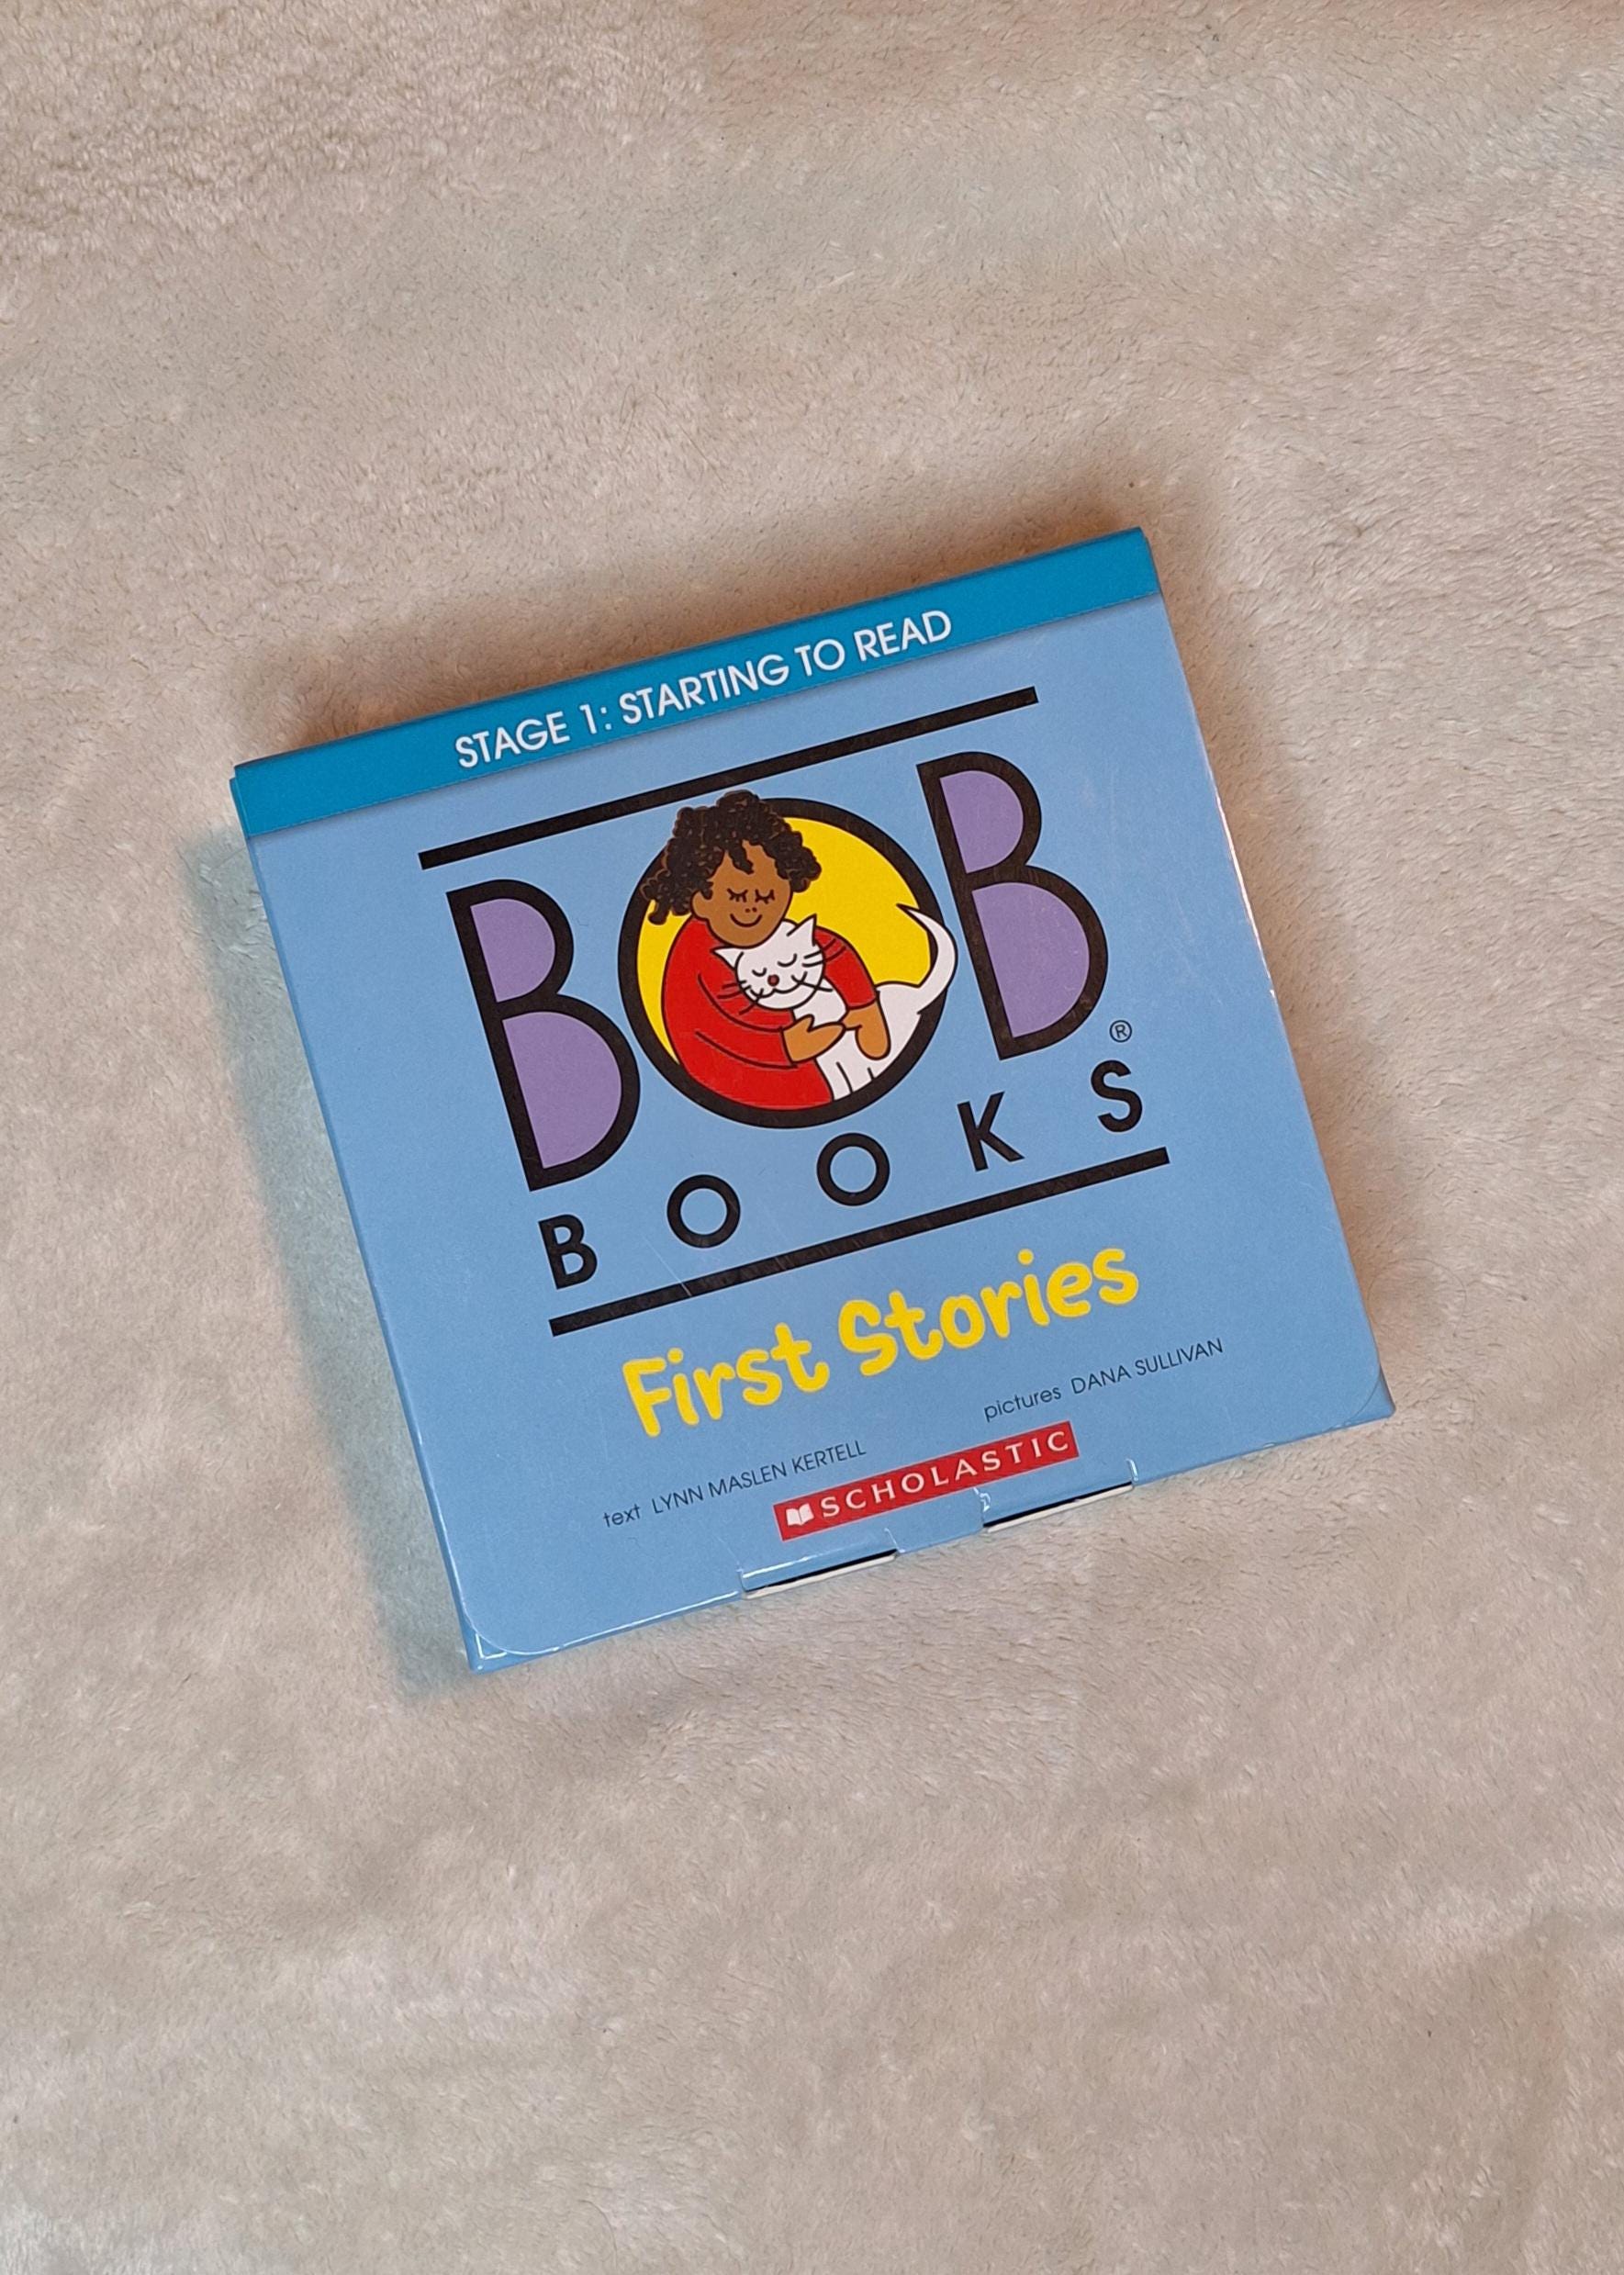 STAGE 1: STARTING TO READ
BOB
®
BOOKS
First Stories
text LYNN MASLEN KERTELL
pictures DANA SULLIVAN
SCHOLASTIC